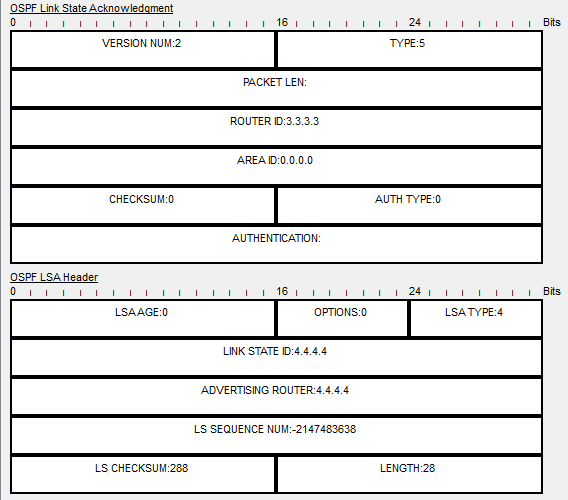 OSPF Link State Acknowledgment
0 16 24 Bits
VERSION NUM:2 TYPE:5
PACKET LEN:
ROUTER ID:3.3.3.3
AREA ID:0.0.0.0
CHECKSUM:0 AUTH TYPE:0
AUTHENTICATION:
OSPF LSA Header
0 16 24 Bits
LSA AGE:0 OPTIONS:0 LSA TYPE:4
LINK STATE ID:4.4.4.4
ADVERTISING ROUTER:4.4.4.4
LS SEQUENCE NUM:-2147483638
LS CHECKSUM:288 LENGTH:28